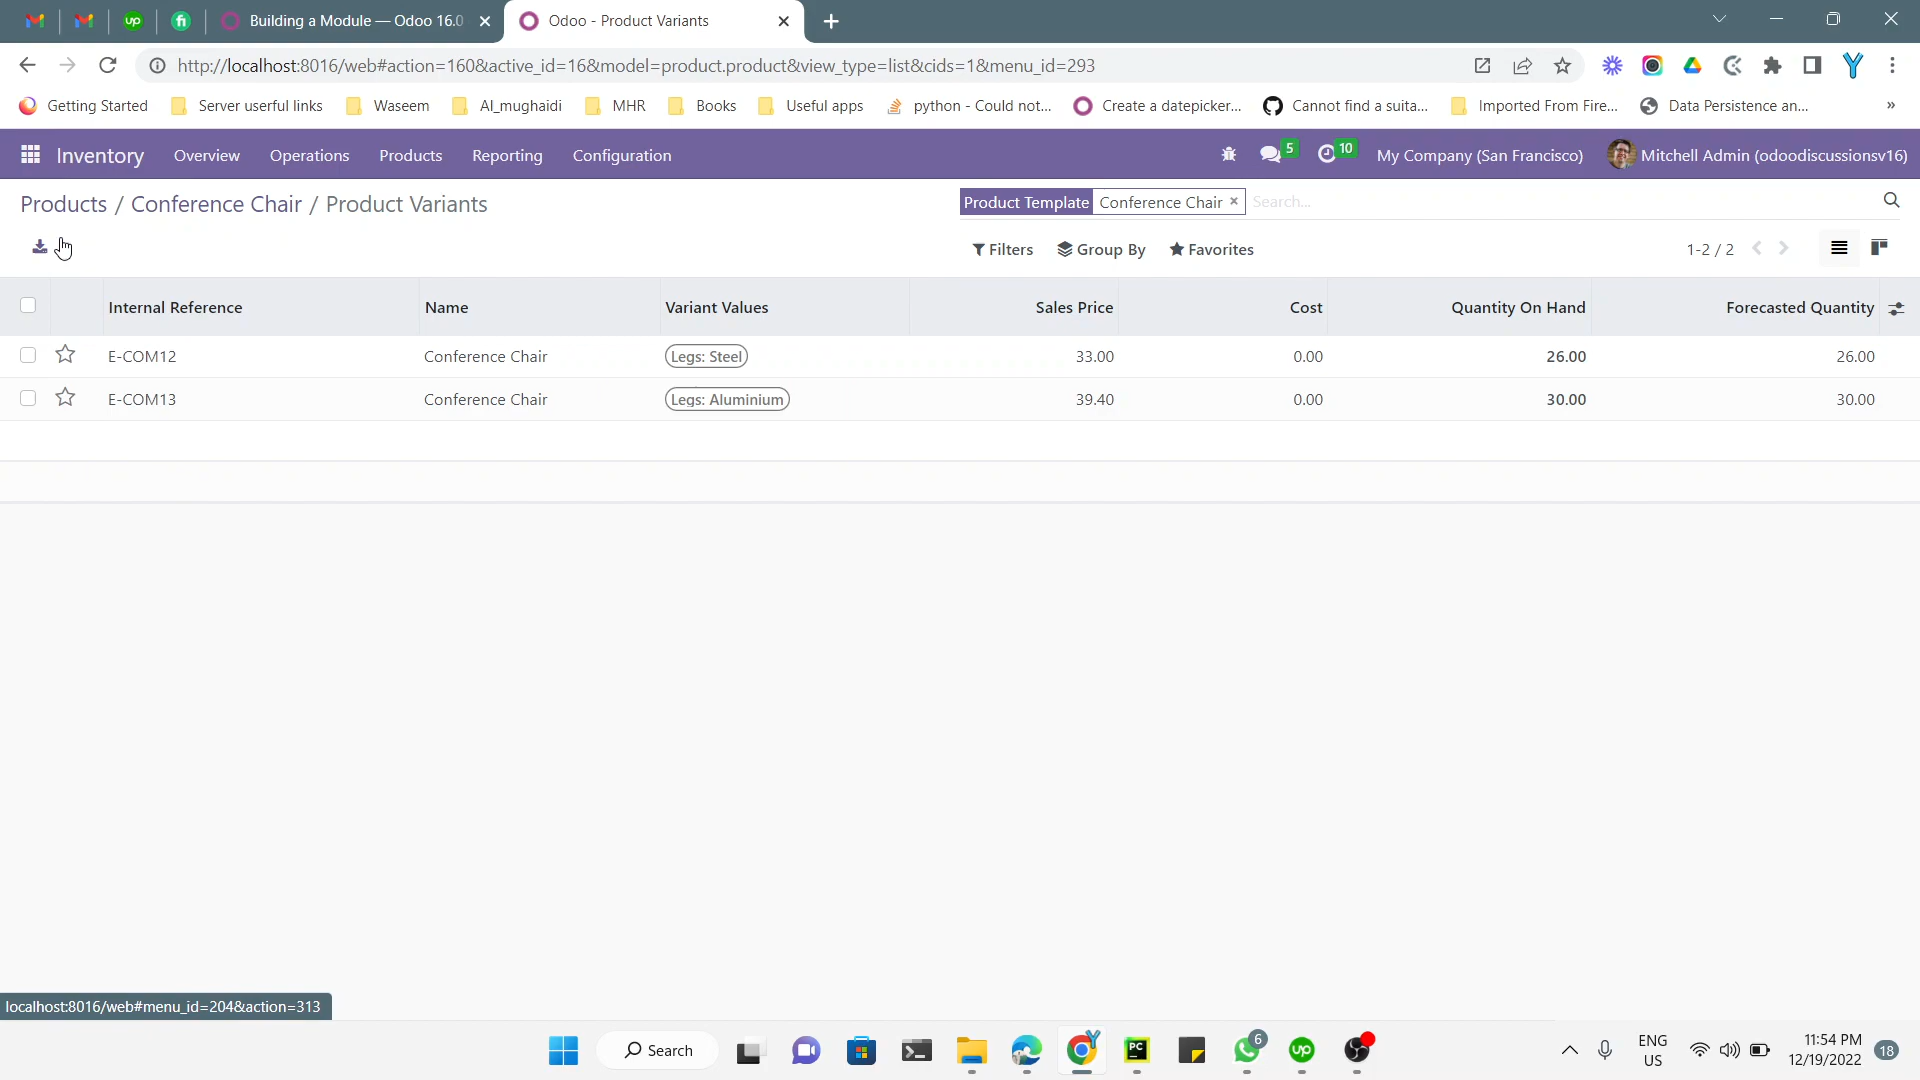 Building a Module — Odoo 16.0
Odoo - Product Variants
http://localhost:8016/web#action=160&active_id=16&model=product.product&view_type=list&cids=1&menu_id=293
Getting Started
Server useful links
Waseem
Al_mughaidi
MHR
Books
Useful apps
python - Could not...
Create a datepicker...
Cannot find a suita...
Imported From Fire...
Data Persistence an...
»
Inventory
Overview
Operations
Products
Reporting
Configuration
5
10
My Company (San Francisco)
Mitchell Admin (odoodiscussionsv16)
Products / Conference Chair / Product Variants
Product Template
Conference Chair ×
Search...
Filters
Group By
Favorites
1-2 / 2
Internal Reference Name Variant Values Sales Price Cost Quantity On Hand Forecasted Quantity
E-COM12 Conference Chair Legs: Steel 33.00 0.00 26.00 26.00
E-COM13 Conference Chair Legs: Aluminium 39.40 0.00 30.00 30.00
localhost:8016/web#menu_id=204&action=313
Search
PC
6
up
ENG
US
11:54 PM
12/19/2022
18